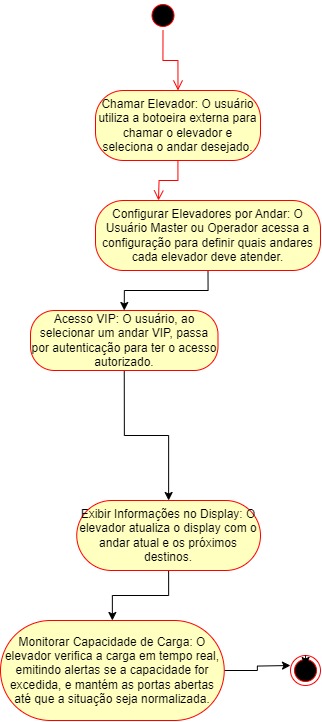 Chamar Elevador: O usuário
utiliza a botoeira externa para
chamar o elevador e
seleciona o andar desejado.
Configurar Elevadores por Andar: O
Usuário Master ou Operador acessa a
configuração para definir quais andares
cada elevador deve atender.
Acesso VIP: O usuário, ao
selecionar um andar VIP, passa
por autenticação para ter o acesso
autorizado.
Exibir Informações no Display: O
elevador atualiza o display com o
andar atual e os próximos
destinos.
Monitorar Capacidade de Carga: O
elevador verifica a carga em tempo real,
emitindo alertas se a capacidade for
excedida, e mantém as portas abertas
até que a situação seja normalizada.